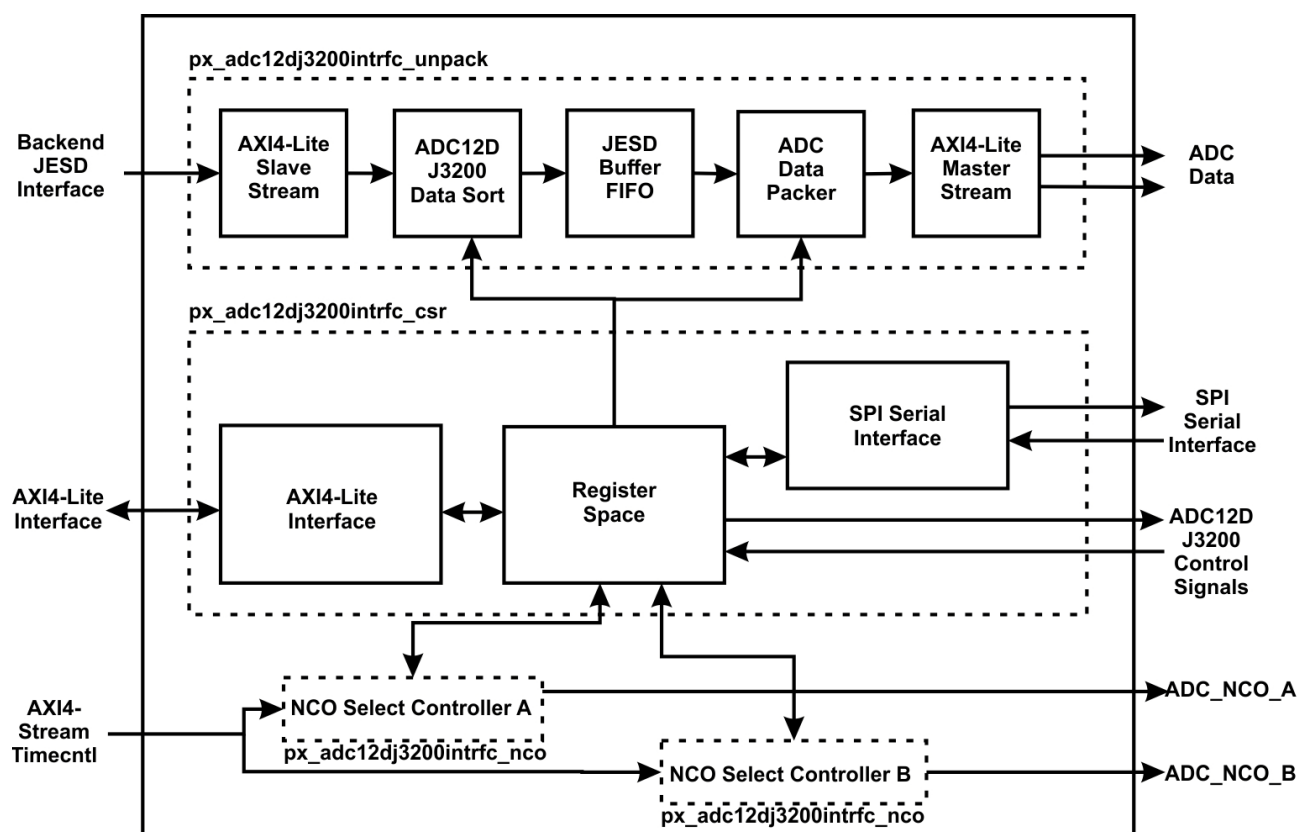 px_adc12dj3200intrfc_unpack
Backend
JESD
Interface
AXI4-Lite
Slave
Stream
ADC12D
J3200
Data Sort
JESD
Buffer
FIFO
ADC
Data
Packer
AXI4-Lite
Master
Stream
ADC
Data
px_adc12dj3200intrfc_csr
AXI4-Lite
Interface
AXI4-Lite
Interface
Register
Space
SPI Serial
Interface
SPI
Serial
Interface
ADC12D
J3200
Control
Signals
AXI4-
Stream
Timecntl
NCO Select Controller A
px_adc12dj3200intrfc_nco
ADC_NCO_A
NCO Select Controller B
px_adc12dj3200intrfc_nco
ADC_NCO_B